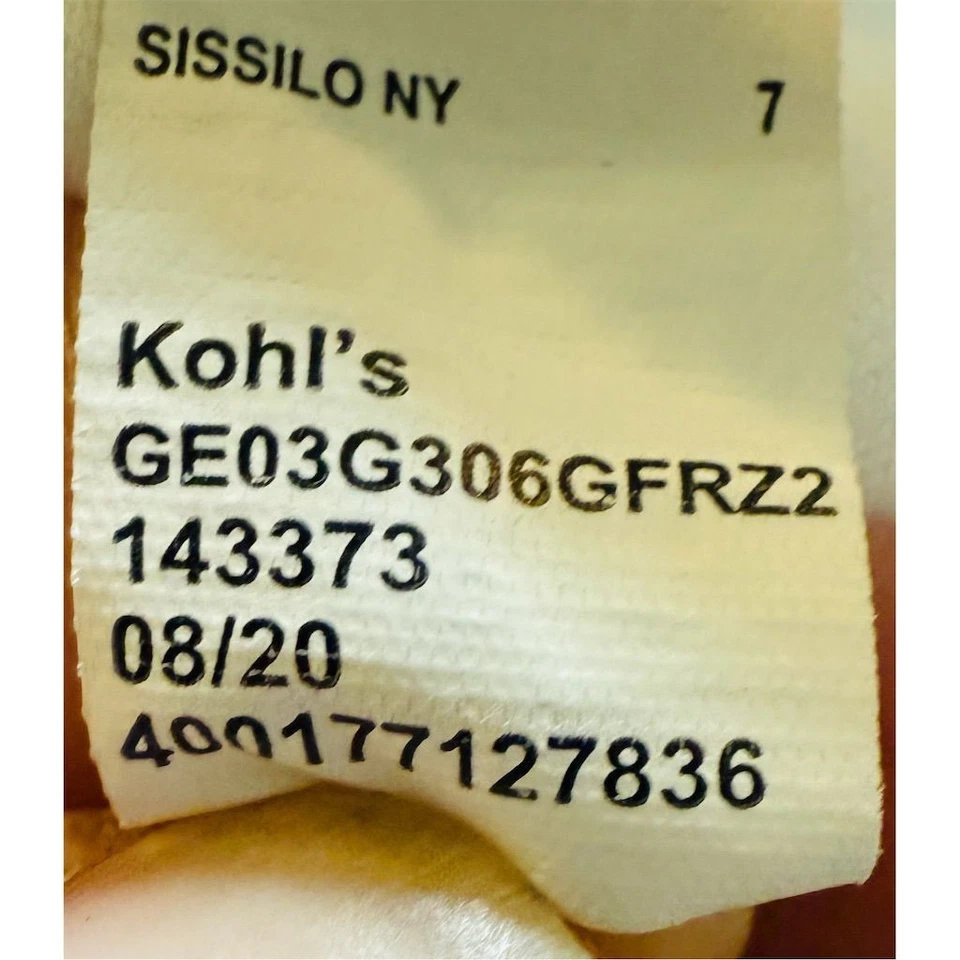 SISSILO NY 7
Kohl's
GE03G306GFRZ2
143373
08/20
400177127836